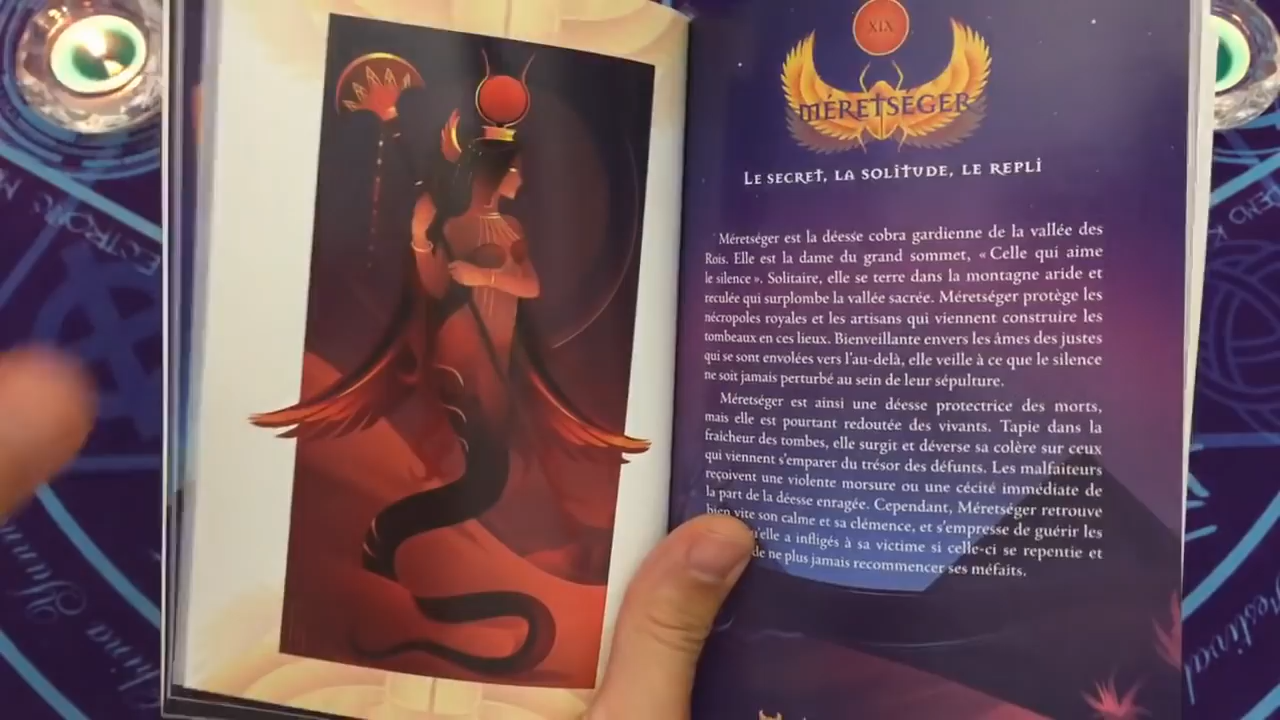 XIX
MÉRETSÉGER
LE SECRET, LA SOLITUDE, LE REPLI
Méretséger est la déesse cobra gardienne de la vallée des
Rois. Elle est la dame du grand sommet, « Celle qui aime
le silence ». Solitaire, elle se terre dans la montagne aride et
reculée qui surplombe la vallée sacrée. Méretséger protège les
nécropoles royales et les artisans qui viennent construire les
tombeaux en ces lieux. Bienveillante envers les âmes des justes
qui se sont envolées vers l'au-delà, elle veille à ce que le silence
ne soit jamais perturbé au sein de leur sépulture.
Méretséger est ainsi une déesse protectrice des morts,
mais elle est pourtant redoutée des vivants. Tapie dans la
fraîcheur des tombes, elle surgit et déverse sa colère sur ceux
qui viennent s'emparer du trésor des défunts. Les malfaiteurs
reçoivent une violente morsure ou une cécité immédiate de
la part de la déesse enragée. Cependant, Méretséger retrouve
bien vite son calme et sa clémence, et s'empresse de guérir les
u'elle a infligés à sa victime si celle-ci se repentie et
de ne plus jamais recommencer ses méfaits.